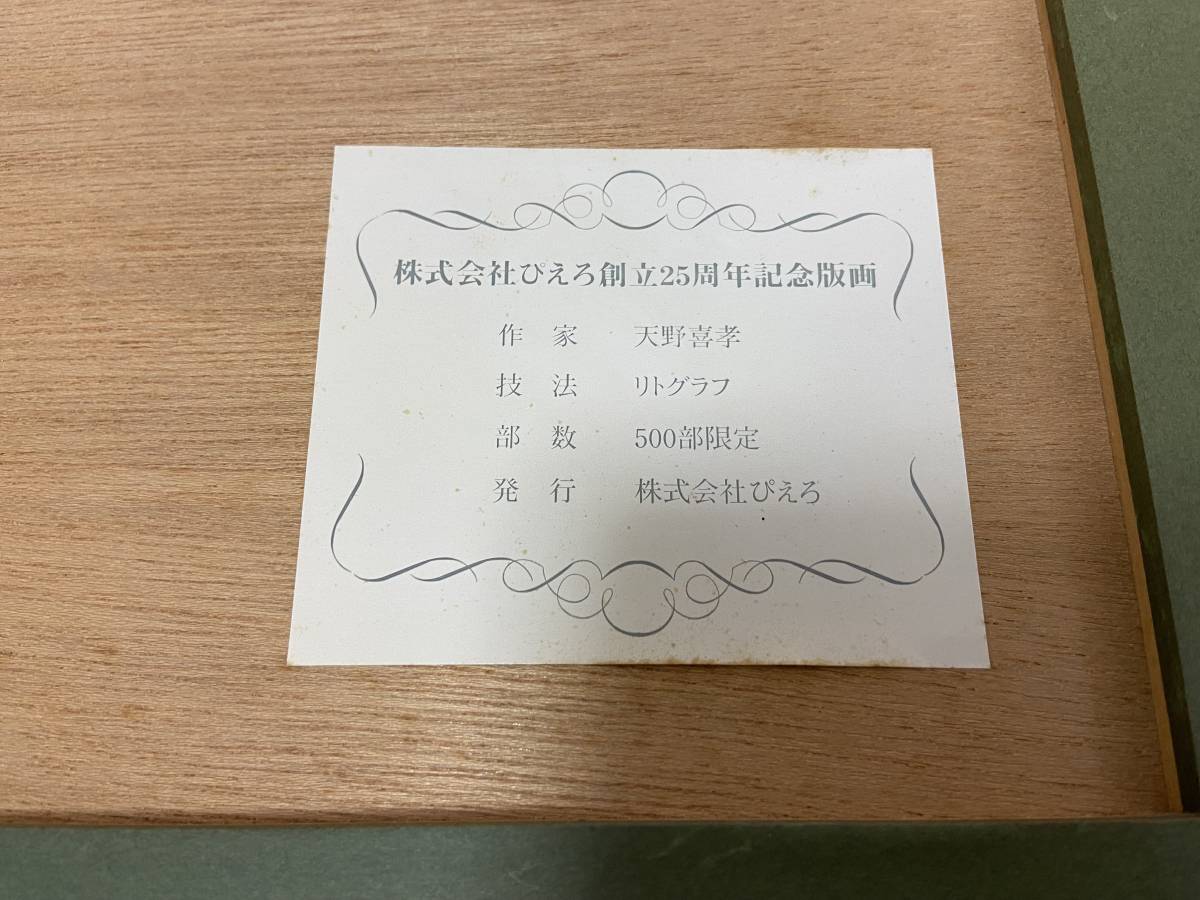 株式会社ぴえろ創立25周年記念版画
作 家 天野喜孝
技 法 リトグラフ
部 数 500部限定
発 行 株式会社ぴえろ